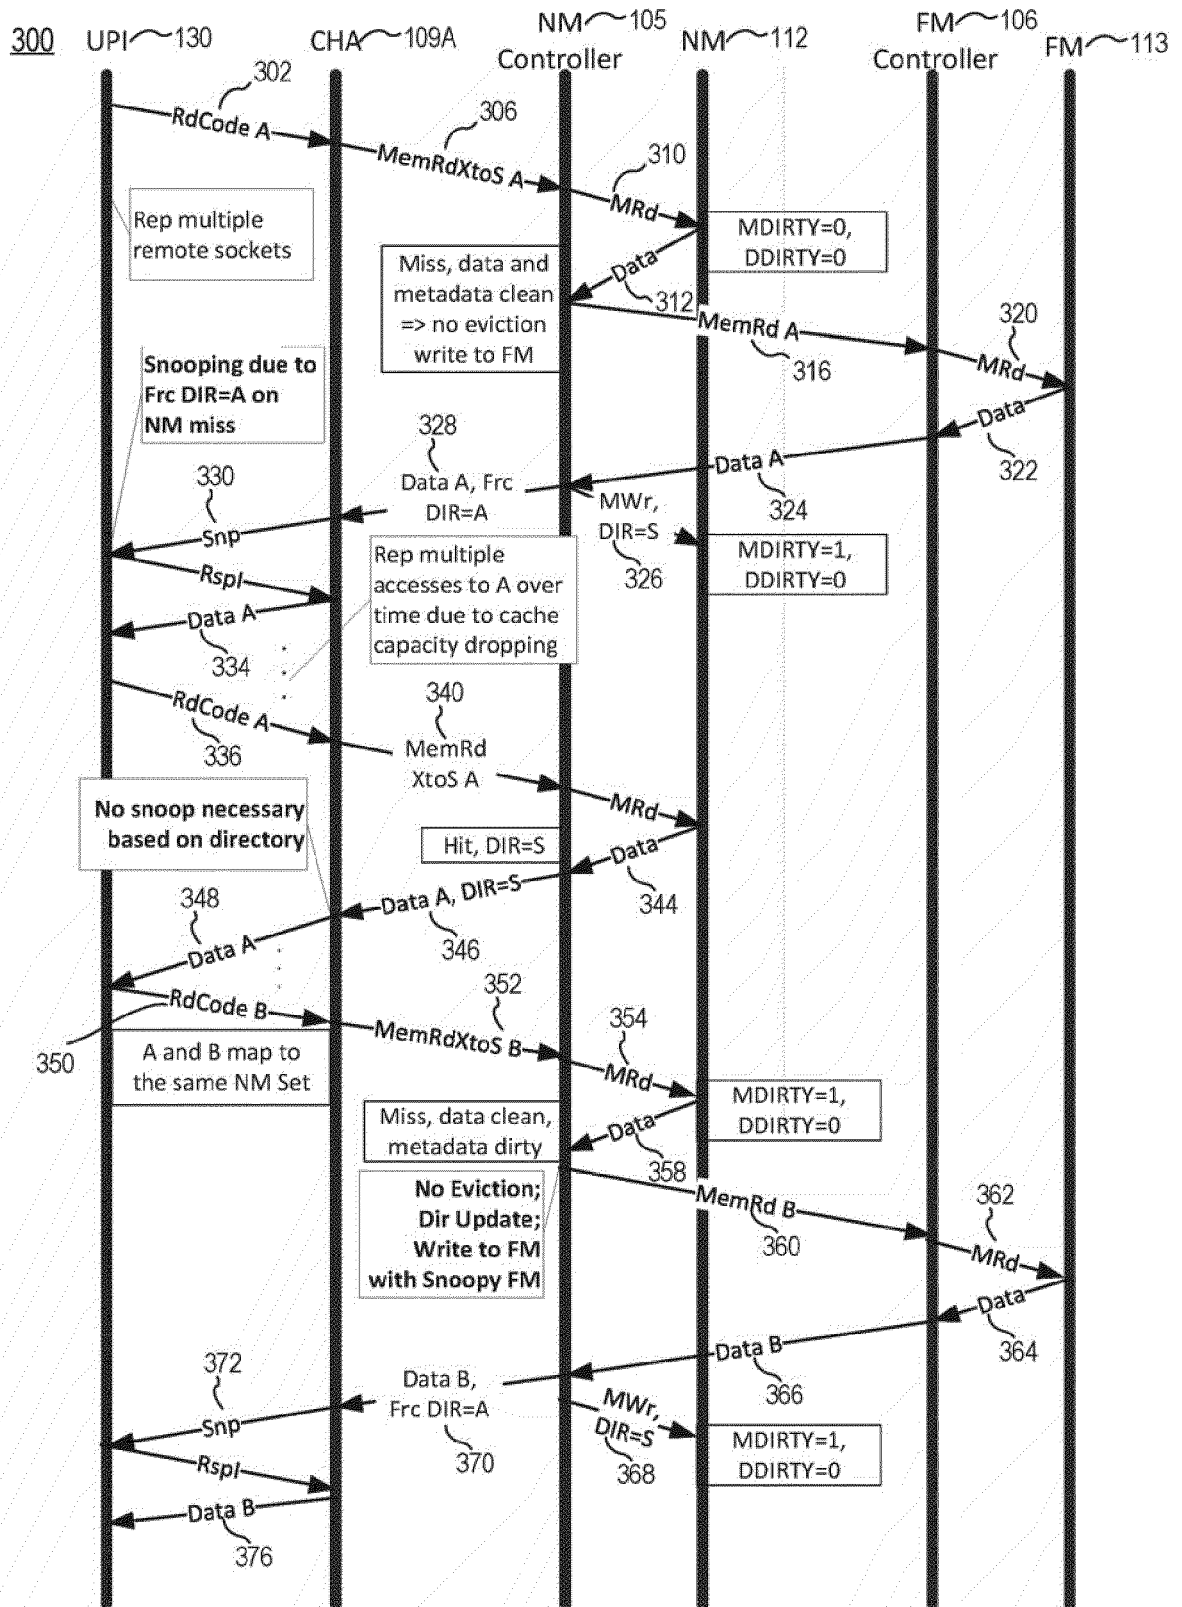 300
UPI 130
CHA 109A
NM 105
Controller
NM 112
FM 106
Controller
FM 113
302
RdCode A
306
MemRdXtoS A
310
MRd
Rep multiple
remote sockets
MDIRTY=0,
DDIRTY=0
Miss, data and
metadata clean
=> no eviction
write to FM
Data
312
MemRd A
316
320
MRd
Snooping due to
Frc DIR=A on
NM miss
Data
322
Data A
324
328
Data A, Frc
DIR=A
330
Snp
MWr,
DIR=S
326
MDIRTY=1,
DDIRTY=0
RspI
Rep multiple
accesses to A over
time due to cache
capacity dropping
Data A
334
RdCode A
336
340
MemRd
XtoS A
MRd
No snoop necessary
based on directory
Hit, DIR=S
Data
344
Data A, DIR=S
346
348
Data A
RdCode B
350
352
MemRdXtoS B
354
MRd
A and B map to
the same NM Set
MDIRTY=1,
DDIRTY=0
Miss, data clean,
metadata dirty
Data
358
No Eviction;
Dir Update;
Write to FM
with Snoopy FM
MemRd B
360
362
MRd
Data
364
Data B
366
372
Snp
Data B,
Frc DIR=A
370
MWr,
DIR=S
368
MDIRTY=1,
DDIRTY=0
RspI
Data B
376